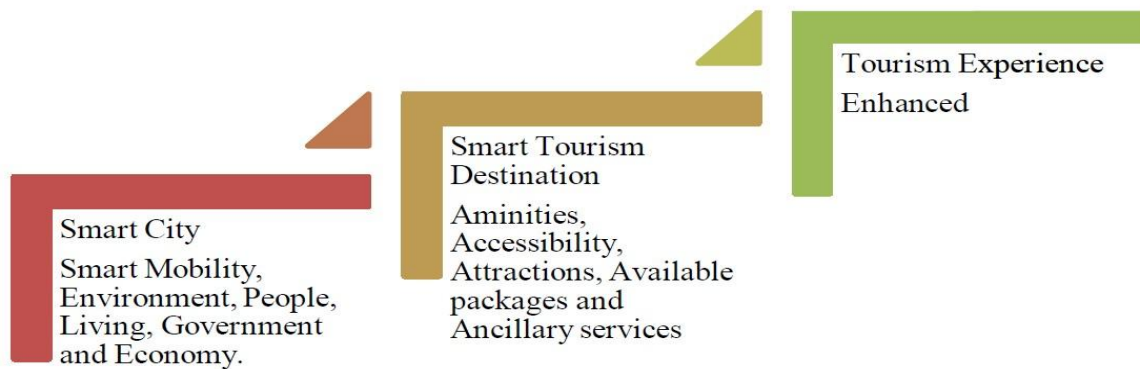 Smart City
Smart Mobility,
Environment, People,
Living, Government
and Economy.
Smart Tourism
Destination
Aminities,
Accessibility,
Attractions, Available
packages and
Ancillary services
Tourism Experience
Enhanced